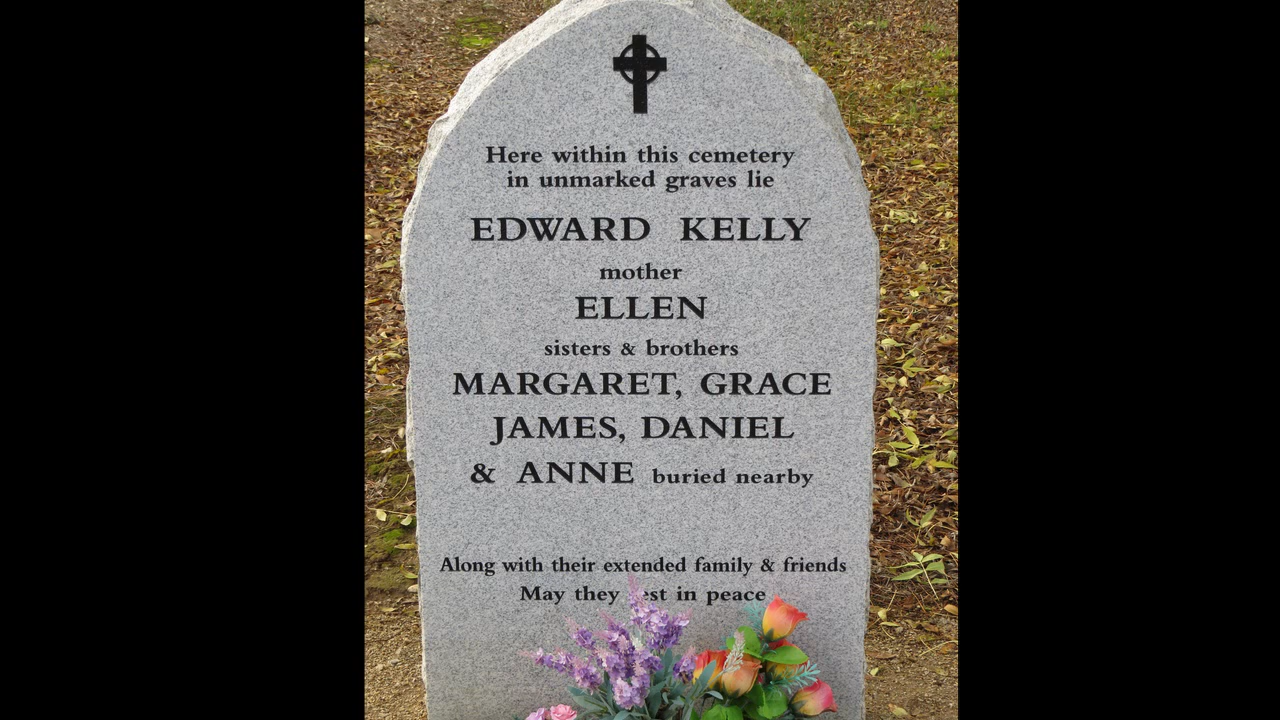 Here within this cemetery
in unmarked graves lie
EDWARD KELLY
mother
ELLEN
sisters & brothers
MARGARET, GRACE
JAMES, DANIEL
& ANNE buried nearby
Along with their extended family & friends
May they est in peace